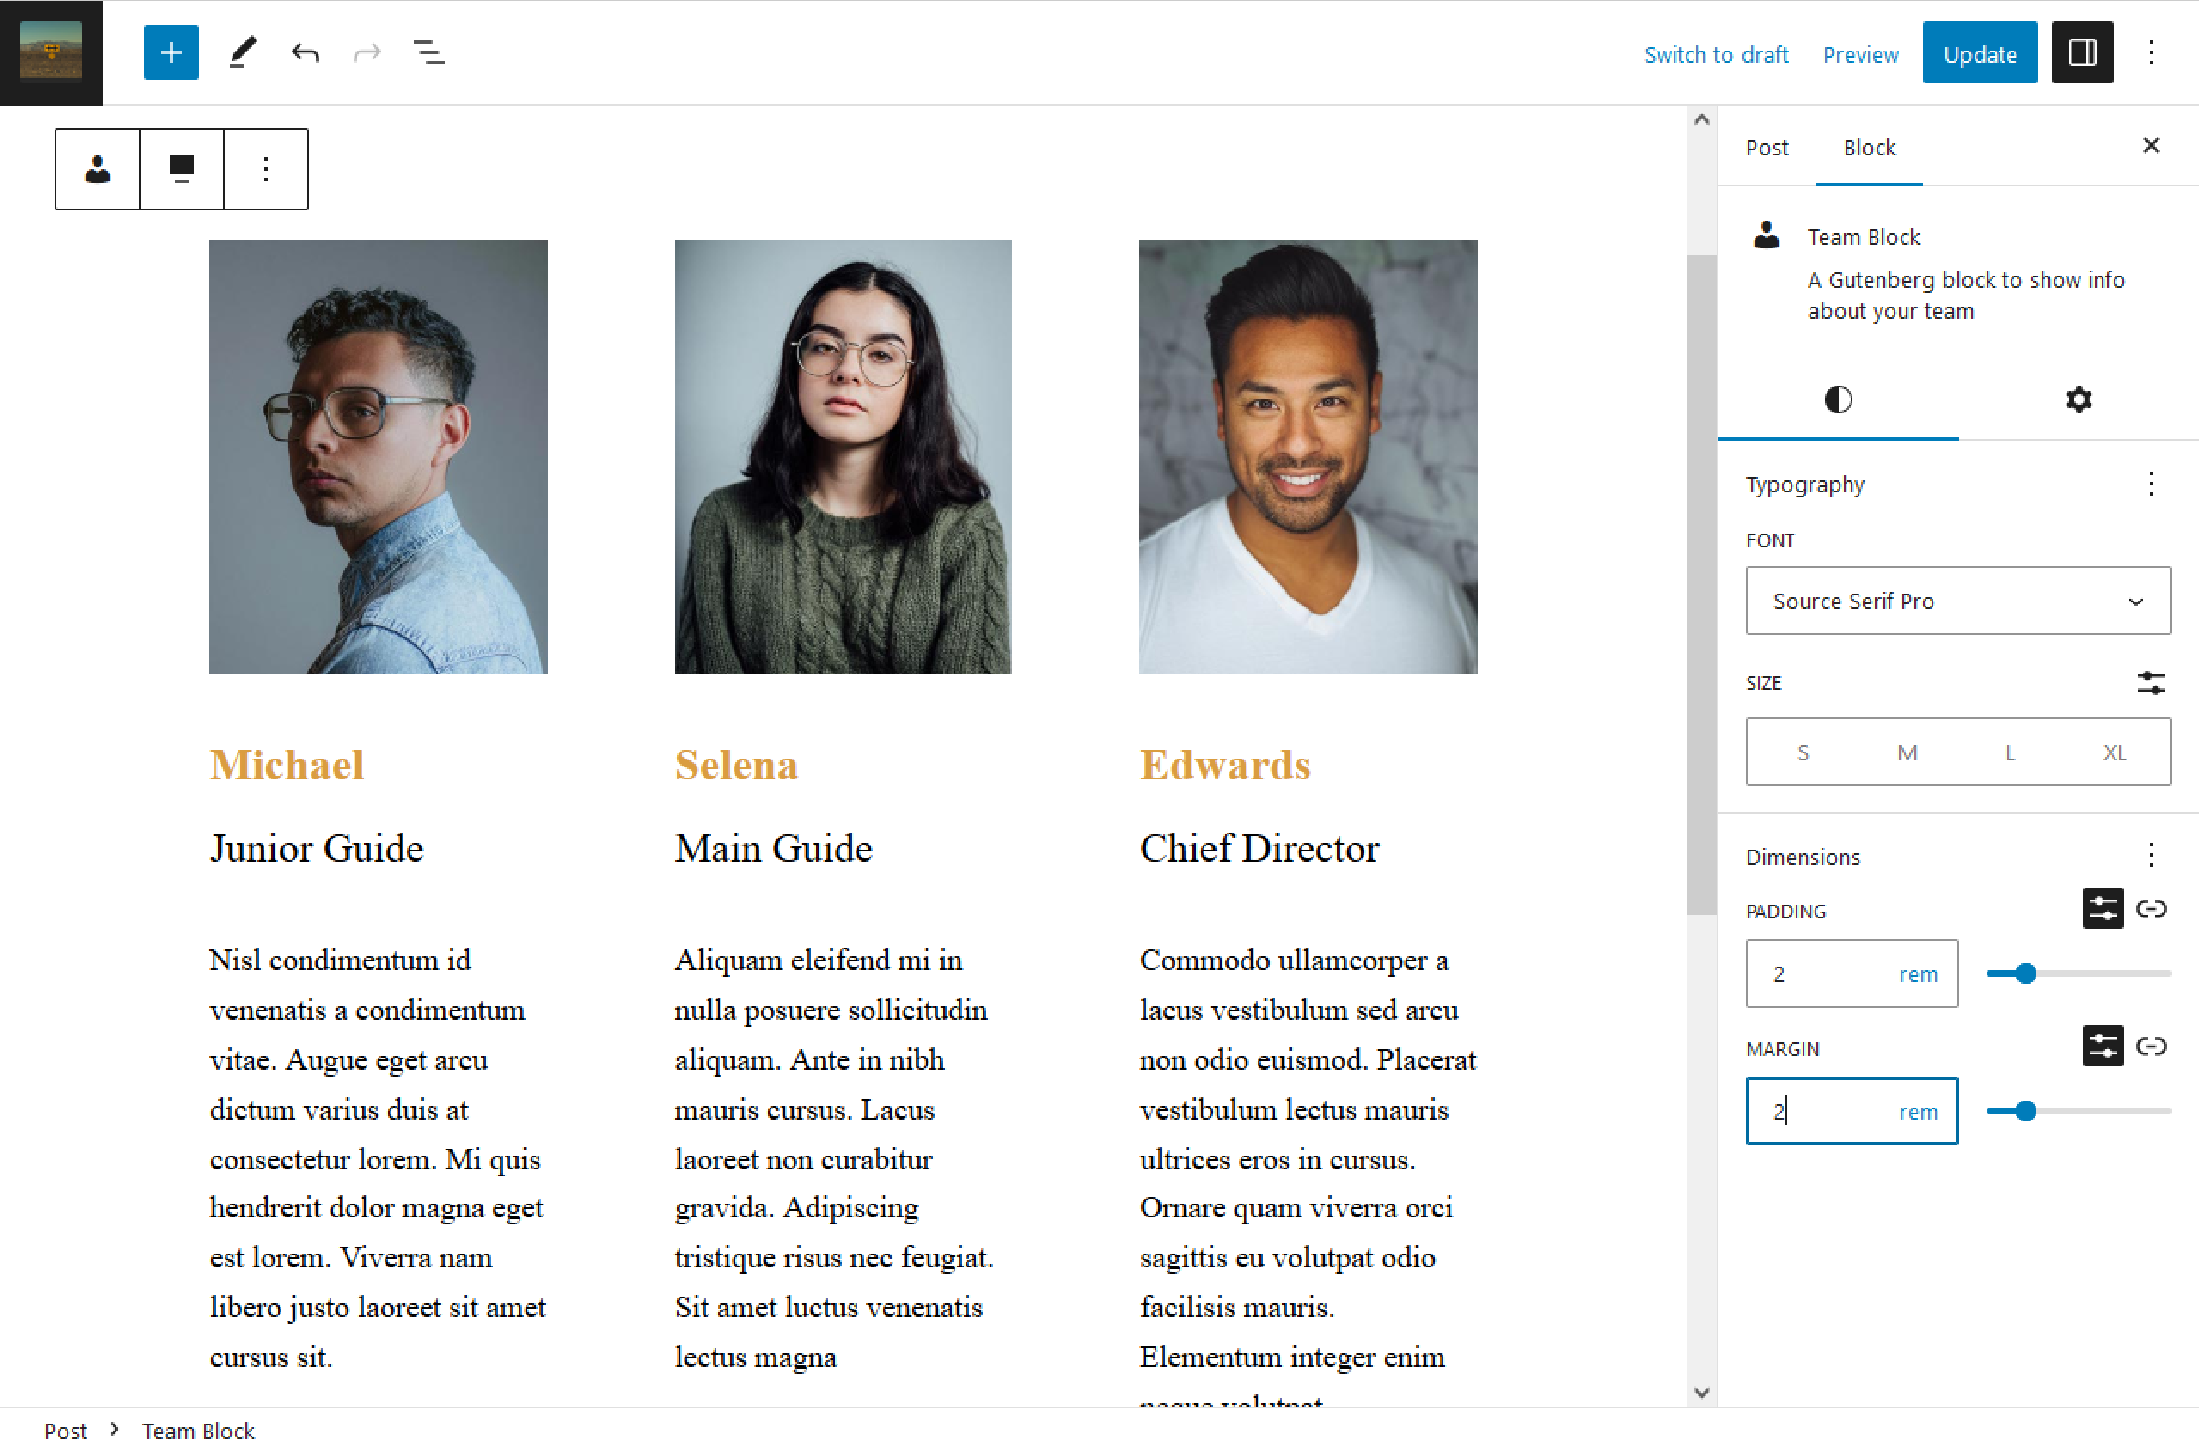 Switch to draft
Preview
Update
Michael
Junior Guide
Nisl condimentum id
venenatis a condimentum
vitae. Augue eget arcu
dictum varius duis at
consectetur lorem. Mi quis
hendrerit dolor magna eget
est lorem. Viverra nam
libero justo laoreet sit amet
cursus sit.
Selena
Main Guide
Aliquam eleifend mi in
nulla posuere sollicitudin
aliquam. Ante in nibh
mauris cursus. Lacus
laoreet non curabitur
gravida. Adipiscing
tristique risus nec feugiat.
Sit amet luctus venenatis
lectus magna
Edwards
Chief Director
Commodo ullamcorper a
lacus vestibulum sed arcu
non odio euismod. Placerat
vestibulum lectus mauris
ultrices eros in cursus.
Ornare quam viverra orci
sagittis eu volutpat odio
facilisis mauris.
Elementum integer enim
neque volutpat
Post
Block
Team Block
A Gutenberg block to show info
about your team
Typography
FONT
Source Serif Pro
SIZE
S M L XL
Dimensions
PADDING
2 rem
MARGIN
2 rem
Post > Team Block